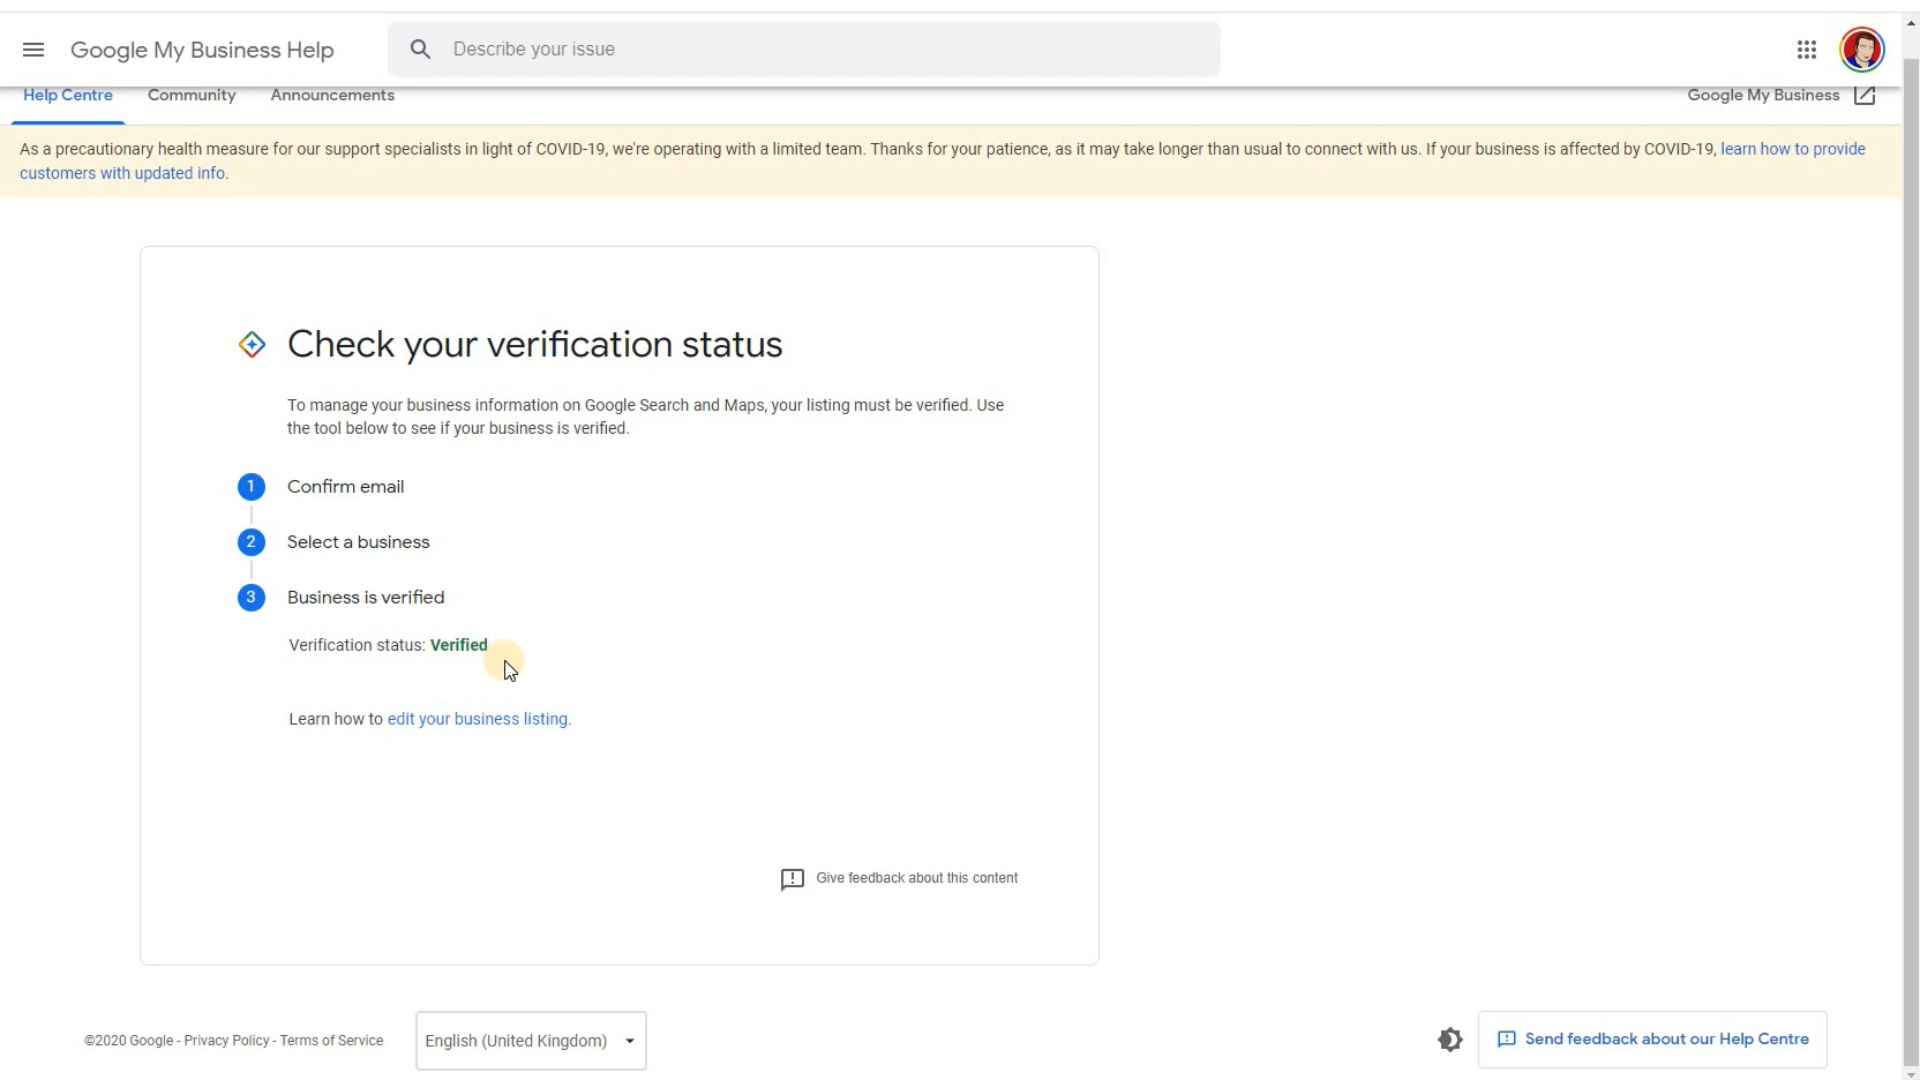 Google My Business Help
Describe your issue
Help Centre
Community
Announcements
Google My Business
As a precautionary health measure for our support specialists in light of COVID-19, we're operating with a limited team. Thanks for your patience, as it may take longer than usual to connect with us. If your business is affected by COVID-19, learn how to provide
customers with updated info.
Check your verification status
To manage your business information on Google Search and Maps, your listing must be verified. Use
the tool below to see if your business is verified.
1 Confirm email
2 Select a business
3 Business is verified
Verification status: Verified
Learn how to edit your business listing.
Give feedback about this content
©2020 Google - Privacy Policy - Terms of Service
English (United Kingdom)
Send feedback about our Help Centre